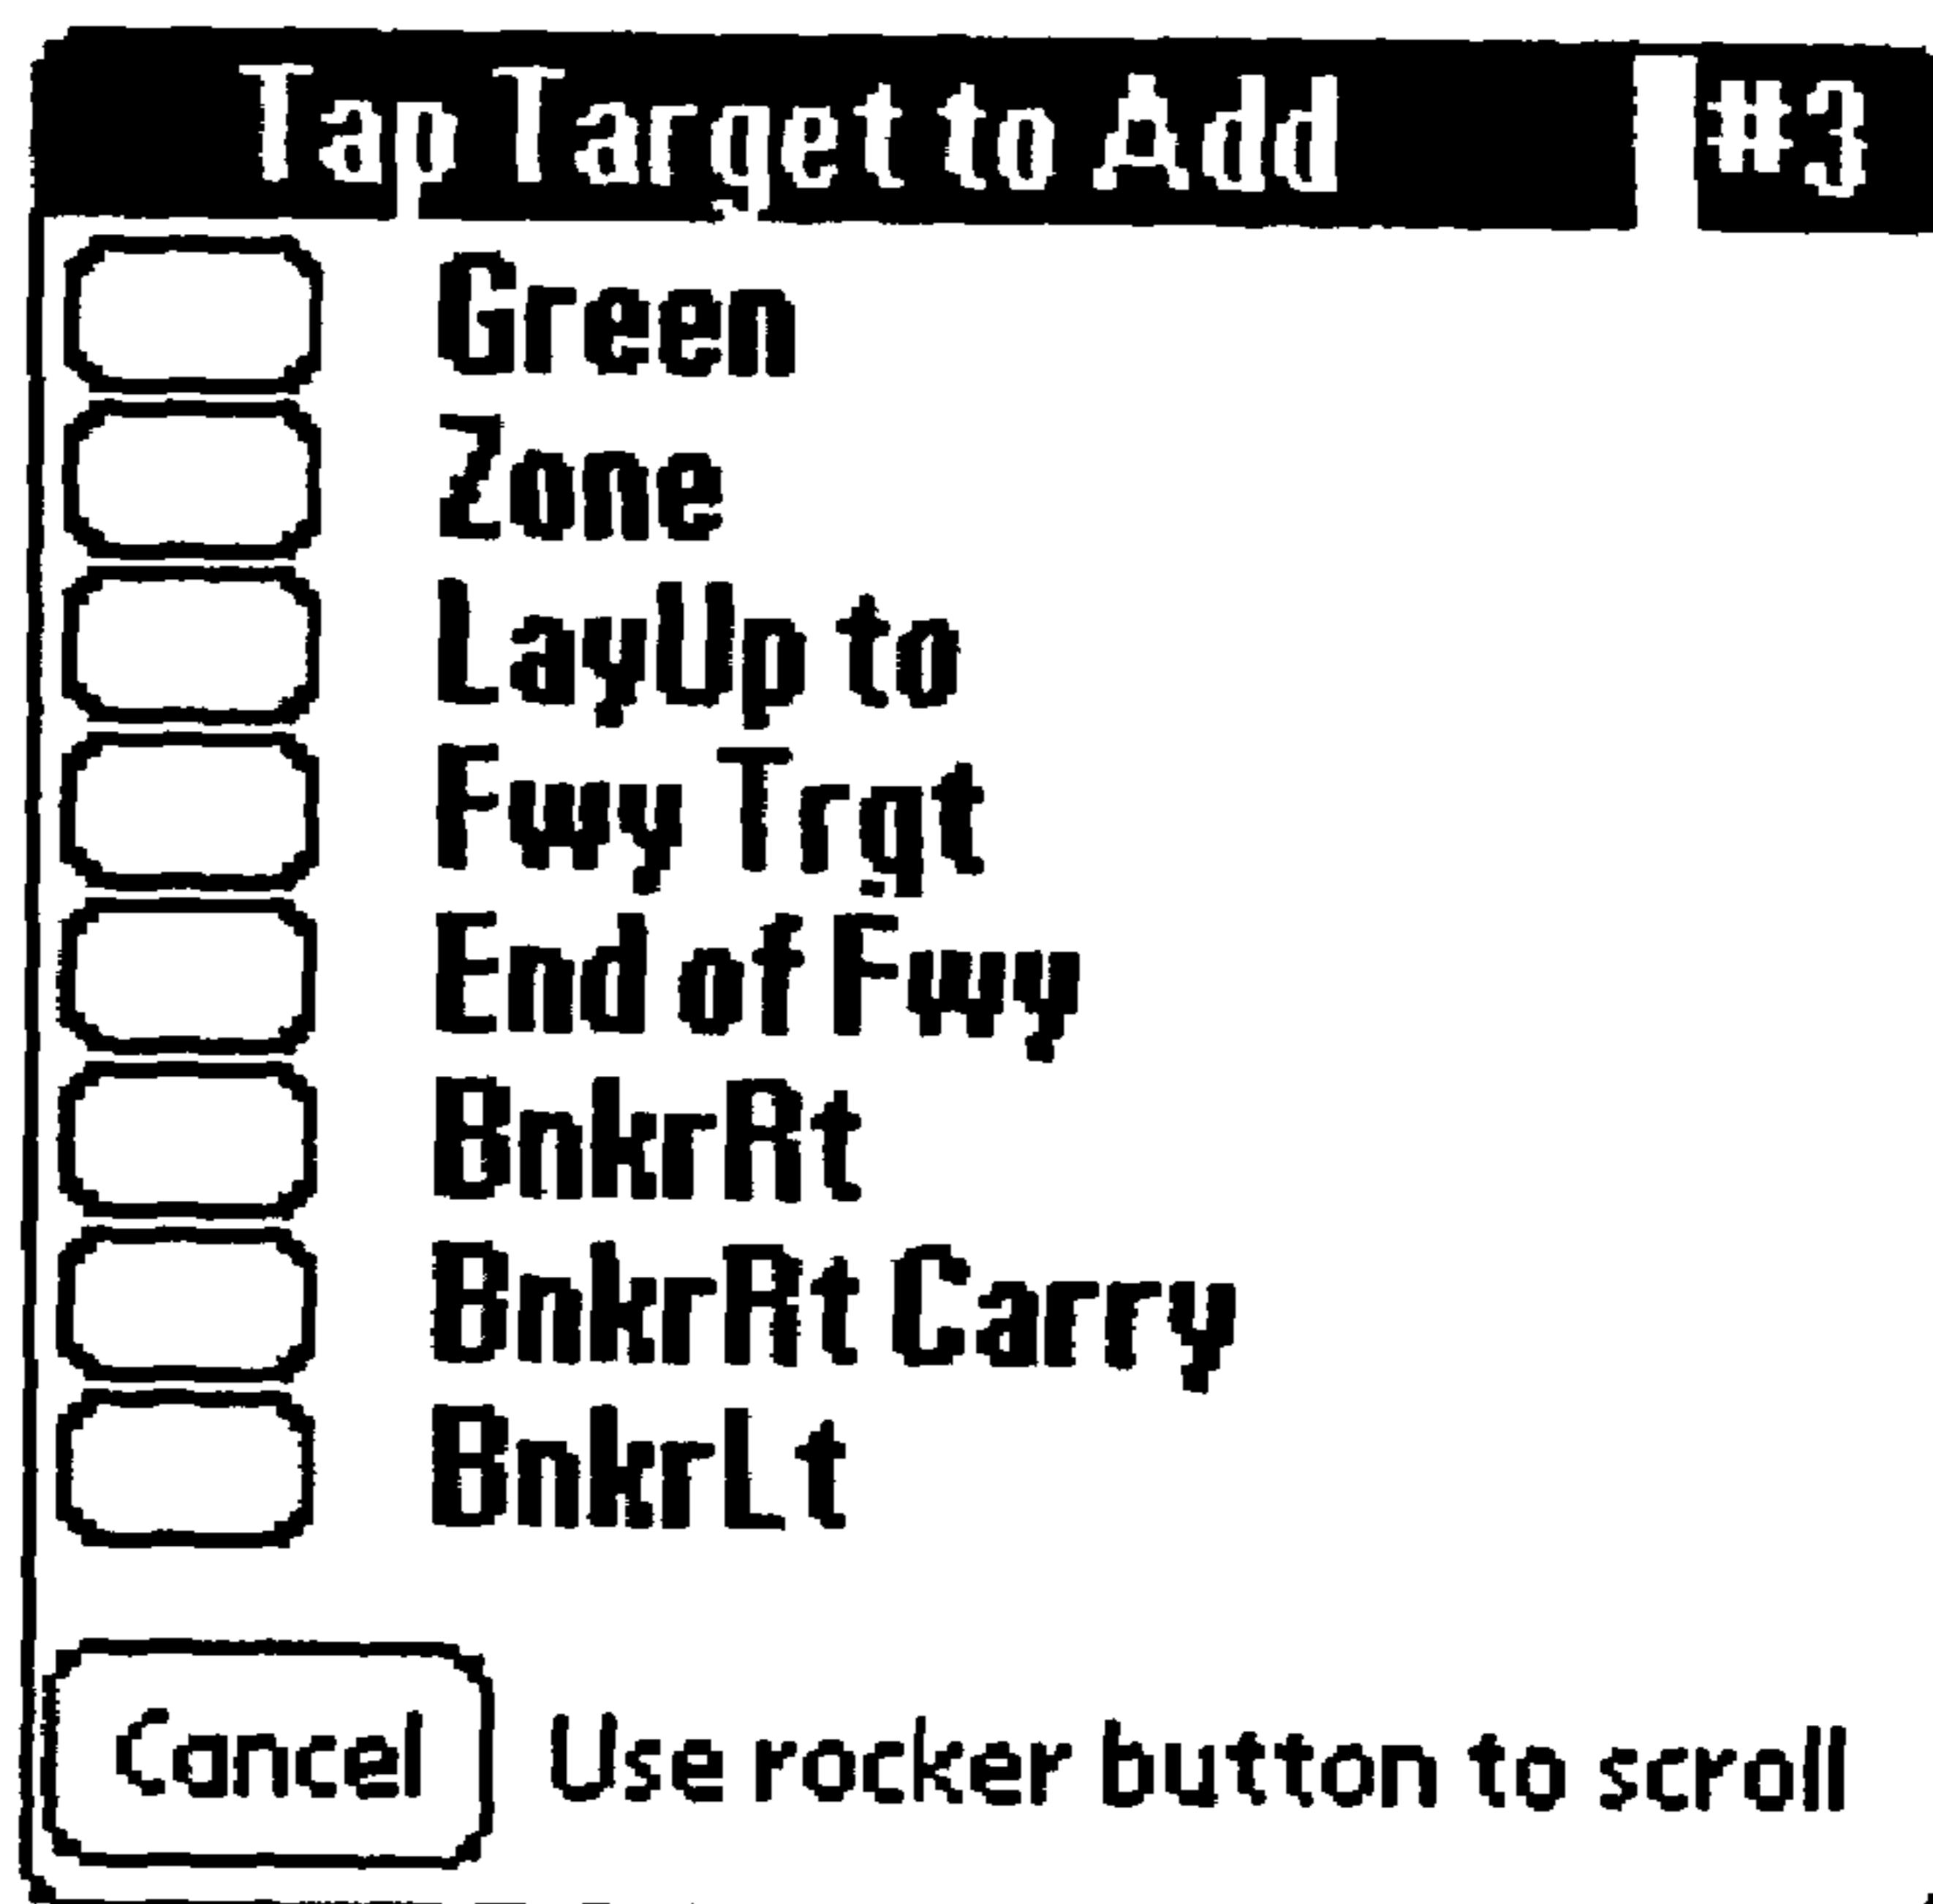 Tap Target to Add #3
Green
Zone
LayUp to
Fwy Trgt
End of Fwy
BnkrRt
BnkrRt Carry
BnkrLt
Cancel Use rocker button to scroll